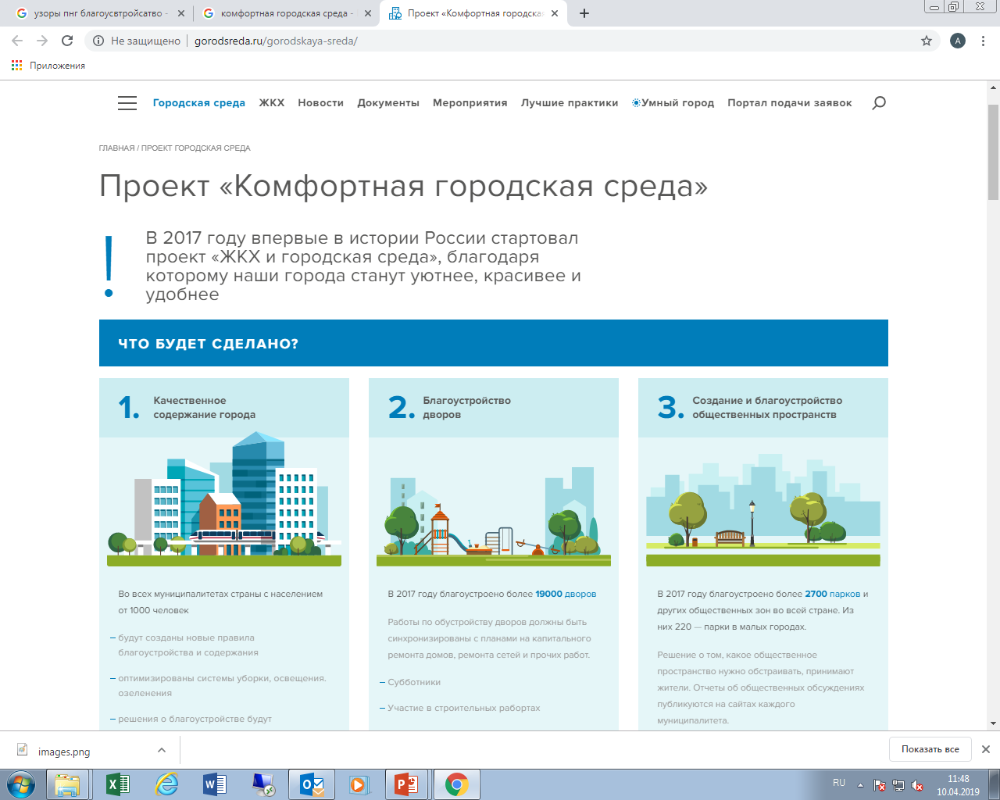 узоры пнг благоусвтройсатво -
комфортная городская среда -
Проект «Комфортная городска
Не защищено
gorodsreda.ru/gorodskaya-sreda/
A
Приложения
Городская среда ЖКХ Новости Документы Мероприятия Лучшие практики Умный город Портал подачи заявок
ГЛАВНАЯ / ПРОЕКТ ГОРОДСКАЯ СРЕДА
Проект «Комфортная городская среда»
!
В 2017 году впервые в истории России стартовал
проект «ЖКХ и городская среда», благодаря
которому наши города станут уютнее, красивее и
удобнее
ЧТО БУДЕТ СДЕЛАНО?
1. Качественное
содержание города
Во всех муниципалитетах страны с населением
от 1000 человек
– будут созданы новые правила
благоустройства и содержания
– оптимизированы системы уборки, освещения.
озеленения
– решения о благоустройстве будут
2. Благоустройство
дворов
В 2017 году благоустроено более 19000 дворов
Работы по обустройству дворов должны быть
синхронизированы с планами на капитального
ремонта домов, ремонта сетей и прочих работ.
– Субботники
– Участие в строительных рабортах
3. Создание и благоустройство
общественных пространств
В 2017 году благоустроено более 2700 парков и
других общественных зон во всей стране. Из
них 220 — парки в малых городах.
Решение о том, какое общественное
пространство нужно обстраивать, принимают
жители. Отчеты об общественных обсуждениях
публикуются на сайтах каждого
муниципалитета.
images.png
Показать все
RU
11:48
10.04.2019